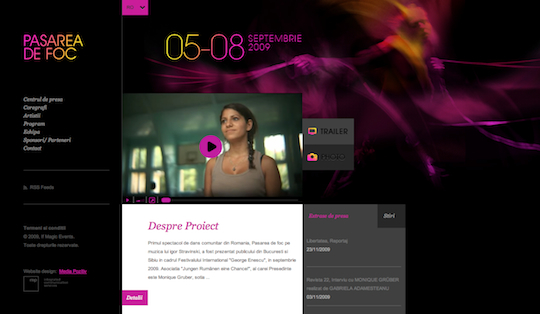 RO
PASAREA
DE FOC
05-08 SEPTEMBRIE
2009
Centrul de presa
Coregrafi
Artistii
Program
Echipa
Sponsori/ Parteneri
Contact
RSS Feeds
TRAILER
PHOTO
Despre Proiect
Primul spectacol de dans comunitar din Romania, Pasarea de foc pe
muzica lui Igor Stravinski, a fost prezentat publicului din Bucuresti si
Sibiu in cadrul Festivalului International "George Enescu", in septembrie
2009. Asociatia "Jungen Rumänen eine Chance!", al carei Presedinte
este Monique Gruber, sotia ...
Detalii
Extrase de presa
Stiri
Libertatea, Reportaj
23/11/2009
Revista 22, Interviu cu MONIQUE GRUBER
realizat de GABRIELA ADAMESTEANU
03/11/2009
Termeni si conditii
© 2009, // Magic Events.
Toate drepturile rezervate.
Website design: Media Pozitiv